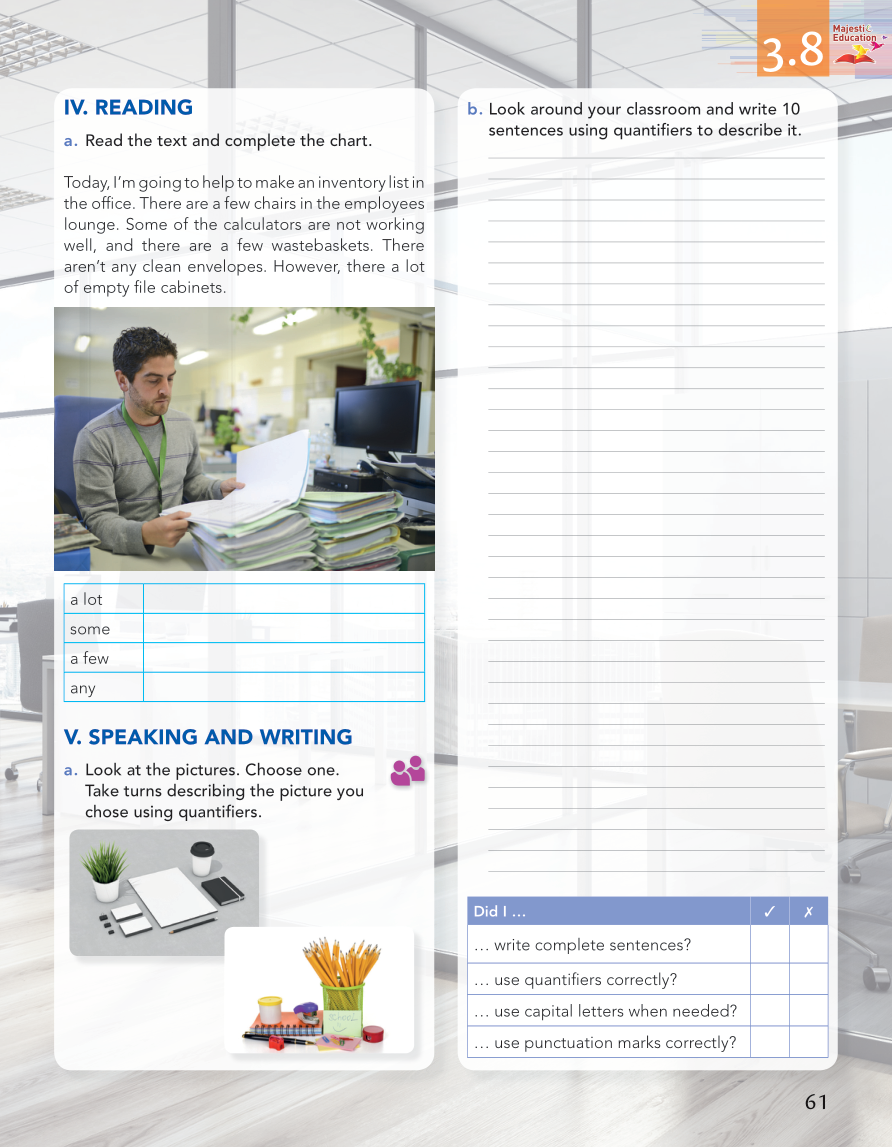 3.8
Majestic
Education
IV. READING
a. Read the text and complete the chart.
Today, I’m going to help to make an inventory list in
the office. There are a few chairs in the employees
lounge. Some of the calculators are not working
well, and there are a few wastebaskets. There
aren’t any clean envelopes. However, there a lot
of empty file cabinets.
a lot
some
a few
any
V. SPEAKING AND WRITING
a. Look at the pictures. Choose one.
Take turns describing the picture you
chose using quantifiers.
b. Look around your classroom and write 10
sentences using quantifiers to describe it.
Did I ... ✓ ✗
... write complete sentences?
... use quantifiers correctly?
... use capital letters when needed?
... use punctuation marks correctly?
61